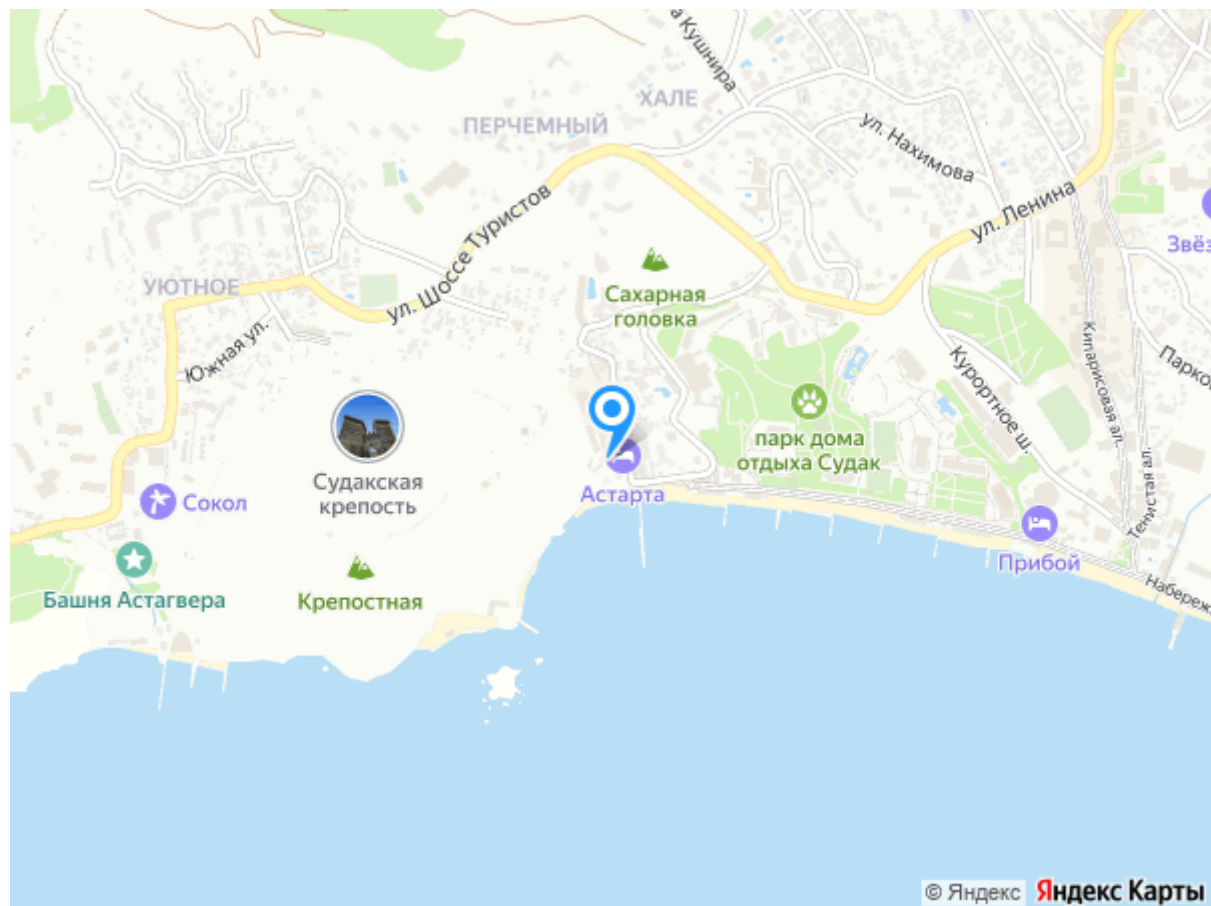 а Кушнира
ХАЛЕ
ПЕРЧЕМНЫЙ
ул. Нахимова
ул. Ленина
ул. Шоссе Туристов
Звёз
УЮТНОЕ
Сахарная
головка
Южная ул.
Кипарисовая ал.
Парко
Курортное ш.
парк дома
отдыха Судак
Судакская
крепость
Астарта
Сокол
Тенистая ал.
Прибой
Набереж
Башня Астагвера
Крепостная
© Яндекс Яндекс Карты